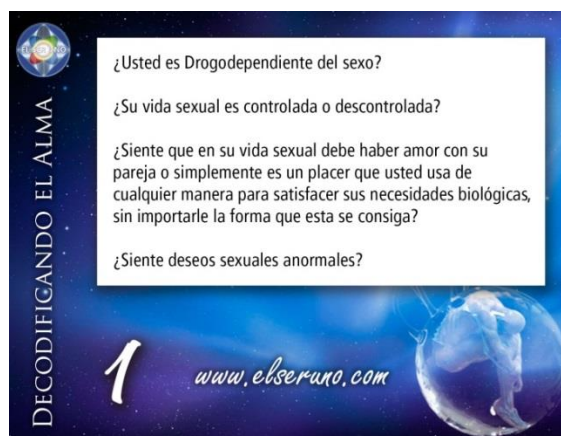 EL SER UNO
¿Usted es Drogodependiente del sexo?
¿Su vida sexual es controlada o descontrolada?
¿Siente que en su vida sexual debe haber amor con su
pareja o simplemente es un placer que usted usa de
cualquier manera para satisfacer sus necesidades biológicas,
sin importarle la forma que esta se consiga?
¿Siente deseos sexuales anormales?
DECODIFICANDO EL ALMA
1
www.elseruno.com